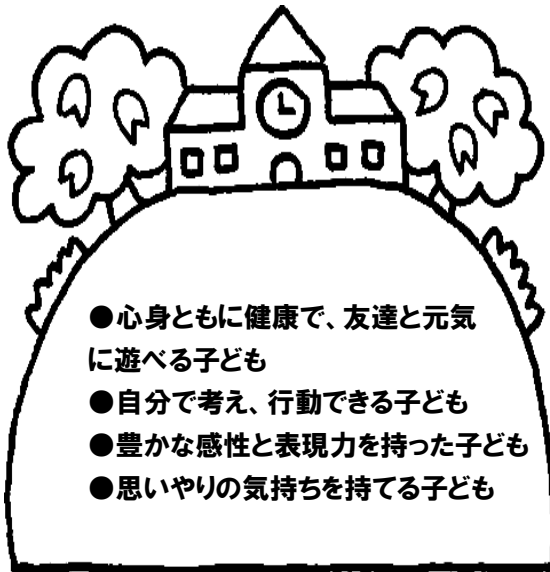 ●心身ともに健康で、友達と元気
に遊べる子ども
●自分で考え、行動できる子ども
●豊かな感性と表現力を持った子ども
●思いやりの気持ちを持てる子ども